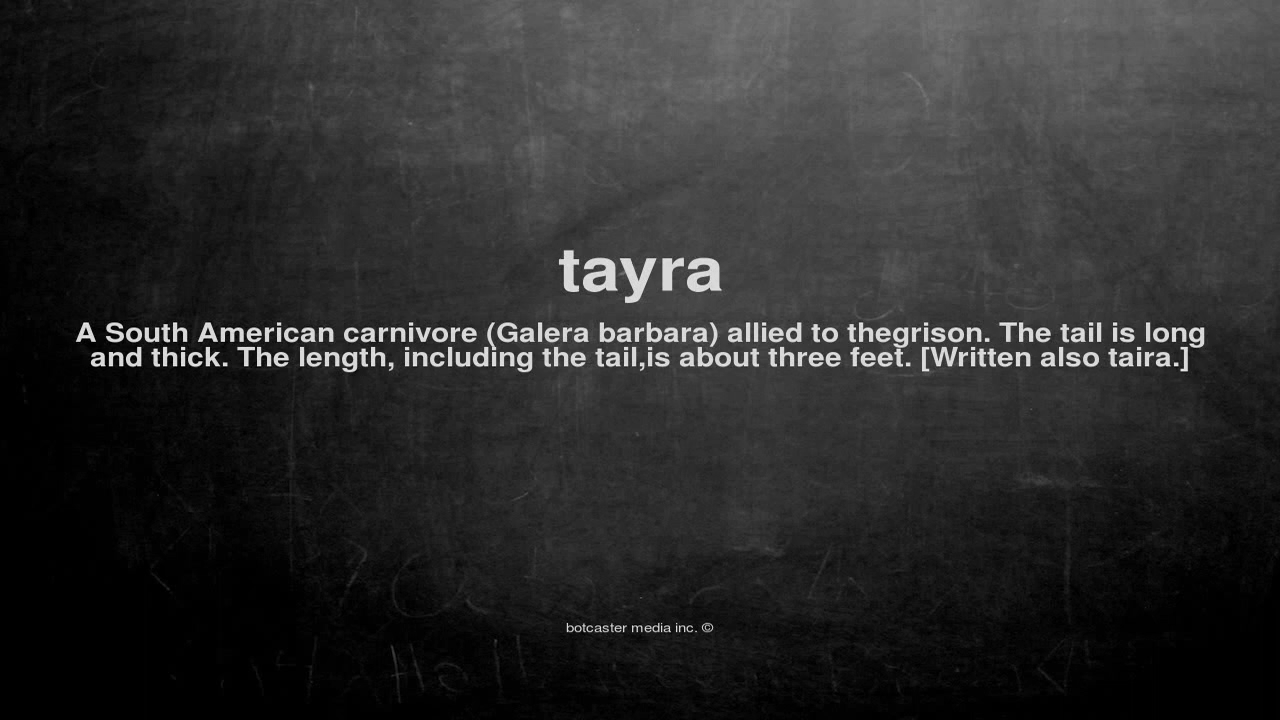 tayra
A South American carnivore (Galera barbara) allied to thegrison. The tail is long
and thick. The length, including the tail,is about three feet. [Written also taira.]
botcaster media inc. ©